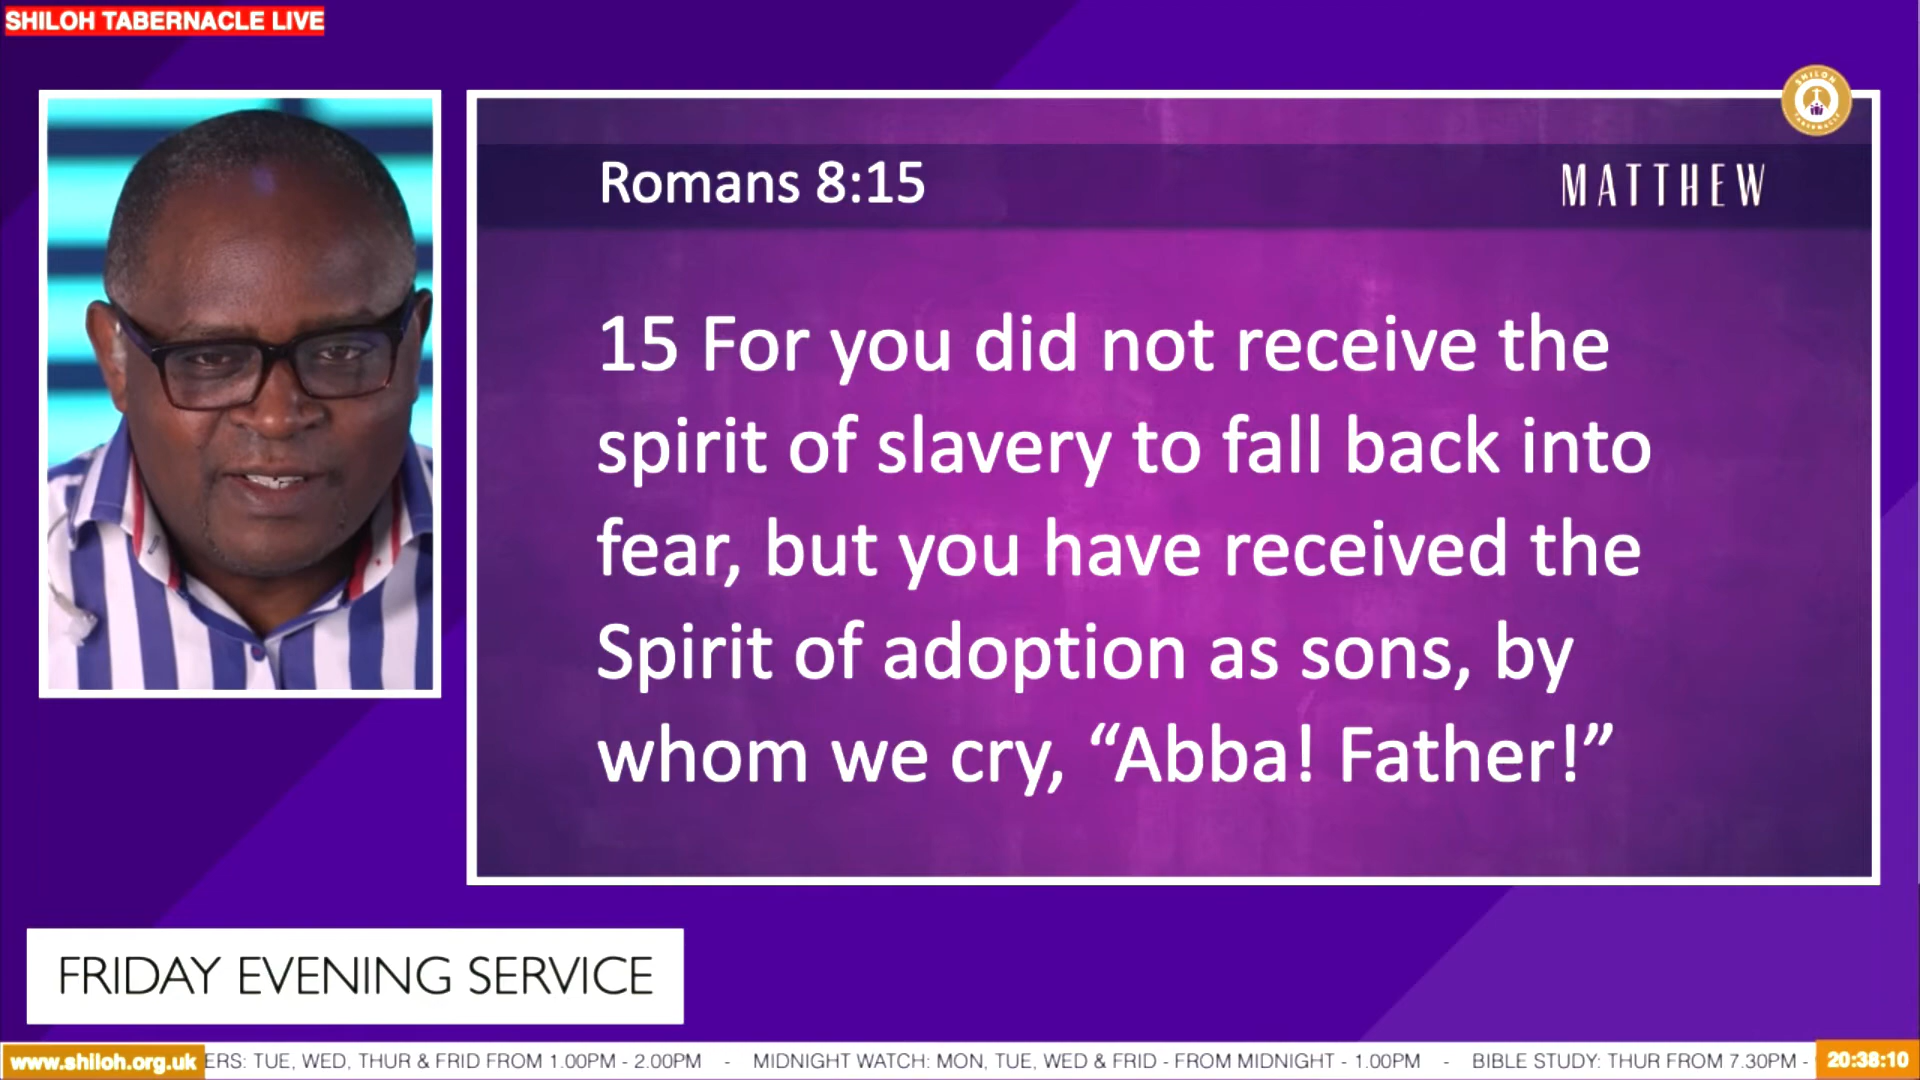 SHILOH TABERNACLE LIVE
SHILOH
TABERNACLE
Romans 8:15
MATTHEW
15 For you did not receive the
spirit of slavery to fall back into
fear, but you have received the
Spirit of adoption as sons, by
whom we cry, “Abba! Father!”
FRIDAY EVENING SERVICE
www.shiloh.org.uk
ERS: TUE, WED, THUR & FRID FROM 1.00PM - 2.00PM - MIDNIGHT WATCH: MON, TUE, WED & FRID - FROM MIDNIGHT - 1.00PM - BIBLE STUDY: THUR FROM 7.30PM -
20:38:10